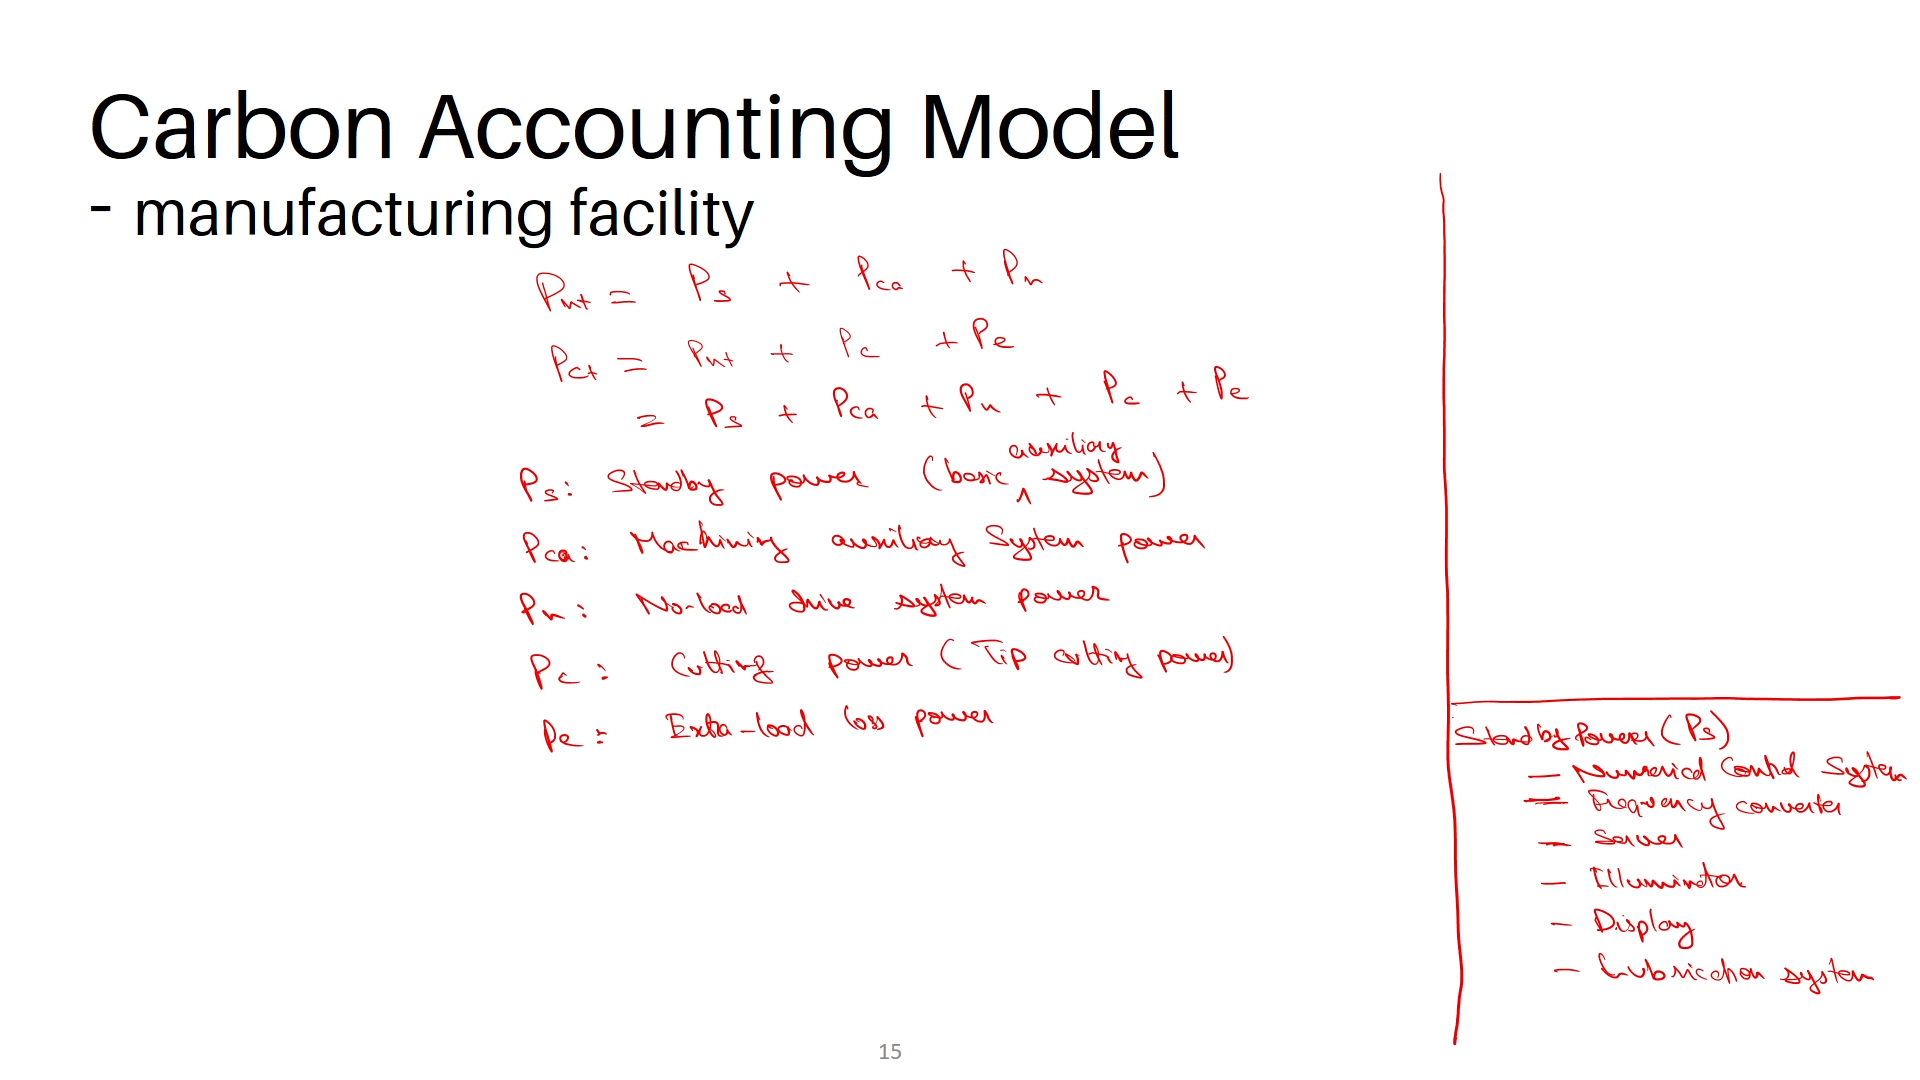 Carbon Accounting Model
- manufacturing facility
Pnt = Ps + Pca + Pn
Pct = Pnt + Pc + Pe
= Ps + Pca + Pn + Pc + Pe
Ps: Standby power (basic auxiliary system)
Pca: Machining auxiliary System power
Pn: No-load drive system power
Pc: Cutting power (Tip cutting power)
Pe: Extra-load loss power
Standby Power (Ps)
- Numerical Control System
- Frequency converter
- Server
- Illuminator
- Display
- Lubrication system
15